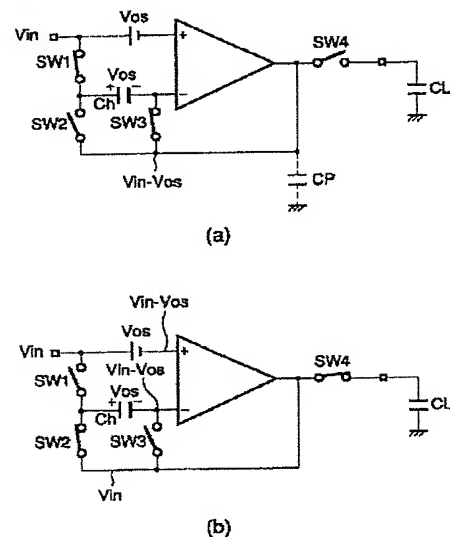 Vin
Vos
SW1
+
SW4
Vos
+
−
Ch
−
CL
SW2
SW3
Vin-Vos
CP
(a)
Vin-Vos
Vin
Vos
+
SW1
Vin-Vos
SW4
Vos
+
−
Ch
−
CL
SW2
SW3
Vin
(b)